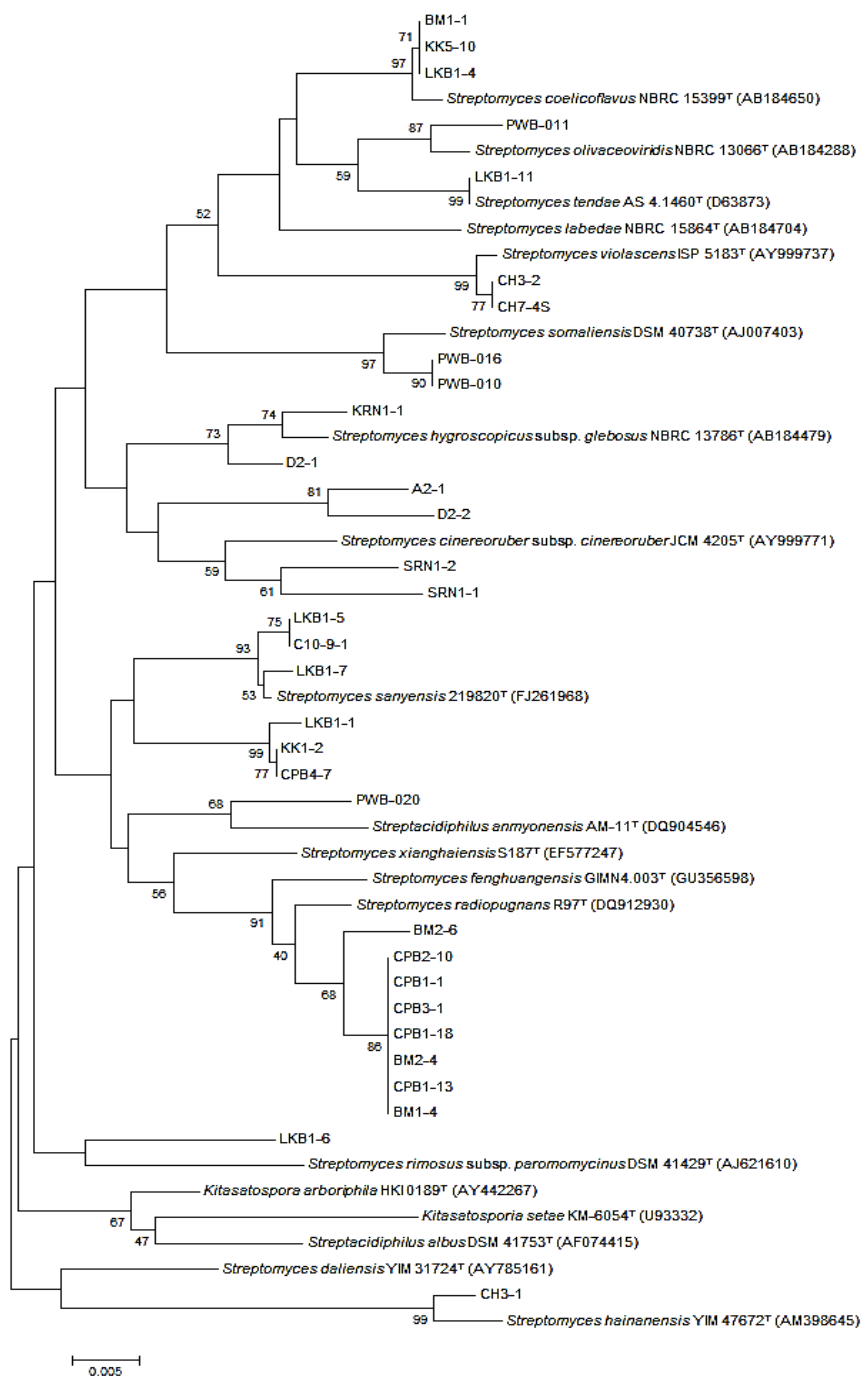 BM1-1
71
KK5-10
97
LKB1-4
Streptomyces coelicoflavus NBRC 15399ᵀ (AB184650)
87
PWB-011
Streptomyces olivaceoviridis NBRC 13066ᵀ (AB184288)
59
LKB1-11
99
Streptomyces tendae AS 4.1460ᵀ (D63873)
52
Streptomyces labedae NBRC 15864ᵀ (AB184704)
Streptomyces violascens ISP 5183ᵀ (AY999737)
99
CH3-2
77
CH7-4S
Streptomyces somaliensis DSM 40738ᵀ (AJ007403)
97
PWB-016
90
PWB-010
74
KRN1-1
73
Streptomyces hygroscopicus subsp. glebosus NBRC 13786ᵀ (AB184479)
D2-1
81
A2-1
D2-2
Streptomyces cinereoruber subsp. cinereoruber JCM 4205ᵀ (AY999771)
59
SRN1-2
61
SRN1-1
75
LKB1-5
93
C10-9-1
LKB1-7
53
Streptomyces sanyensis 219820ᵀ (FJ261968)
LKB1-1
99
KK1-2
77
CPB4-7
68
PWB-020
Streptacidiphilus anmyonensis AM-11ᵀ (DQ904546)
Streptomyces xianghaiensis S187ᵀ (EF577247)
56
Streptomyces fenghuangensis GIMN4.003ᵀ (GU356598)
91
Streptomyces radiopugnans R97ᵀ (DQ912930)
40
BM2-6
68
CPB2-10
CPB1-1
CPB3-1
CPB1-18
86
BM2-4
CPB1-13
BM1-4
LKB1-6
Streptomyces rimosus subsp. paromomycinus DSM 41429ᵀ (AJ621610)
Kitasatospora arboriphila HKI 0189ᵀ (AY442267)
67
Kitasatosporia setae KM-6054ᵀ (U93332)
47
Streptacidiphilus albus DSM 41753ᵀ (AF074415)
Streptomyces daliensis YIM 31724ᵀ (AY785161)
CH3-1
99
Streptomyces hainanensis YIM 47672ᵀ (AM398645)
0.005